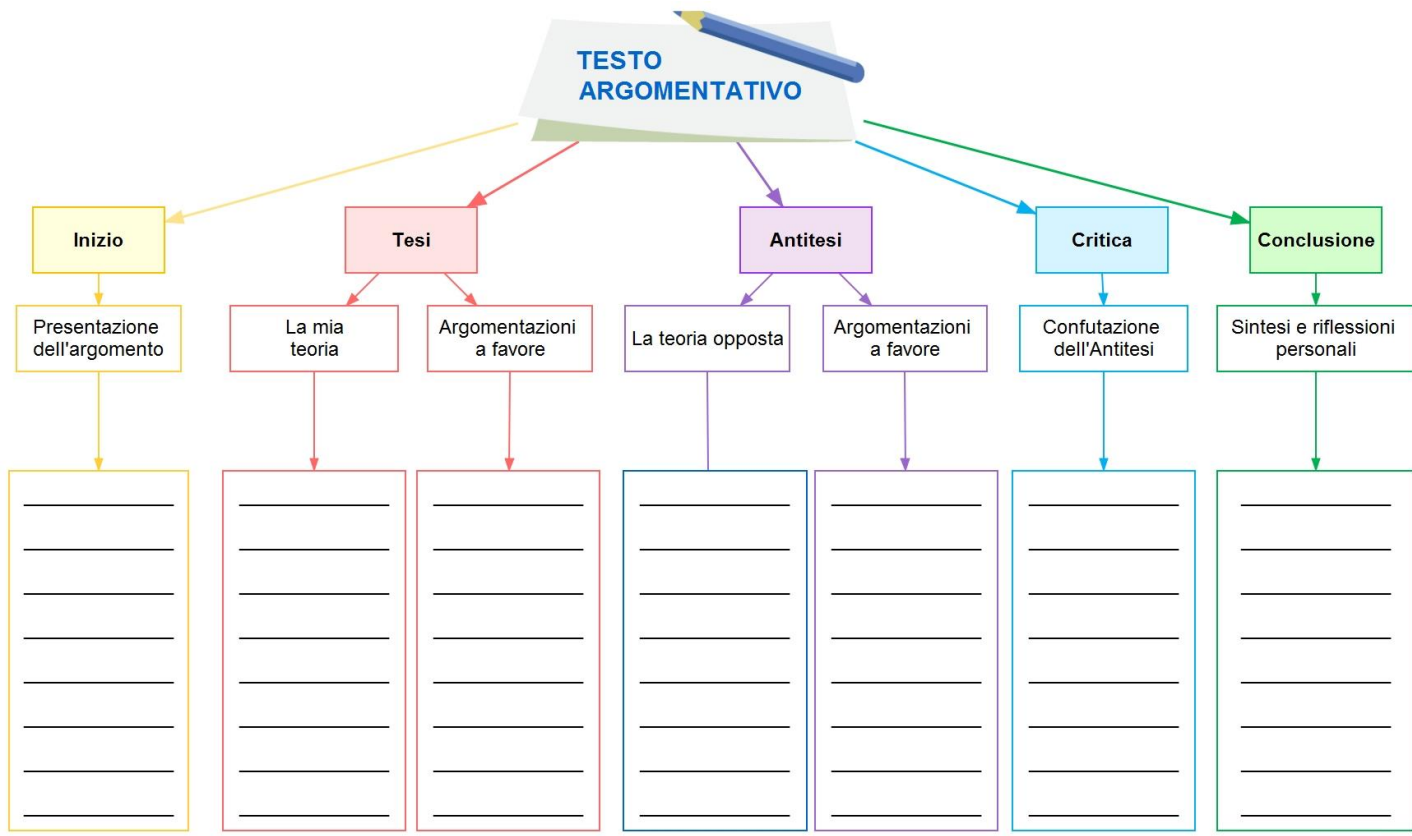 TESTO
ARGOMENTATIVO
Inizio
Tesi
Antitesi
Critica
Conclusione
Presentazione
dell'argomento
La mia
teoria
Argomentazioni
a favore
La teoria opposta
Argomentazioni
a favore
Confutazione
dell'Antitesi
Sintesi e riflessioni
personali